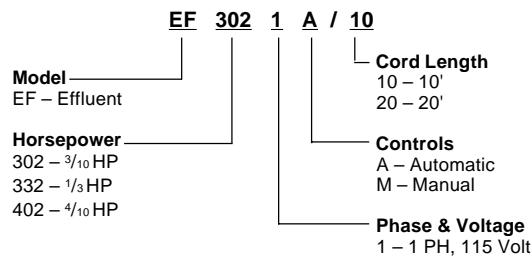 EF 302 1 A / 10
Model
EF – Effluent
Horsepower
302 – 3/10 HP
332 – 1/3 HP
402 – 4/10 HP
Cord Length
10 – 10'
20 – 20'
Controls
A – Automatic
M – Manual
Phase & Voltage
1 – 1 PH, 115 Volt